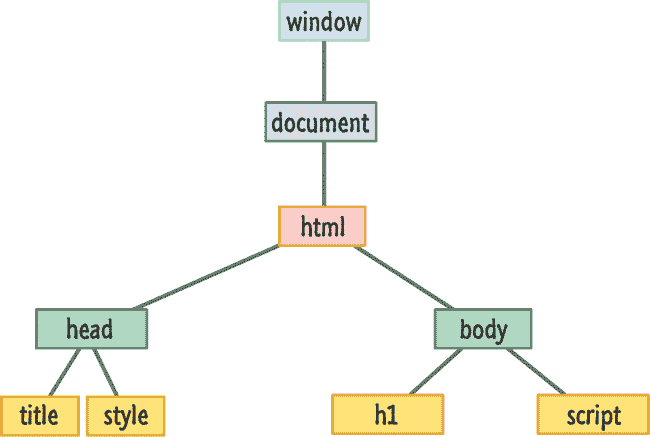 window
document
html
head
body
title
style
h1
script